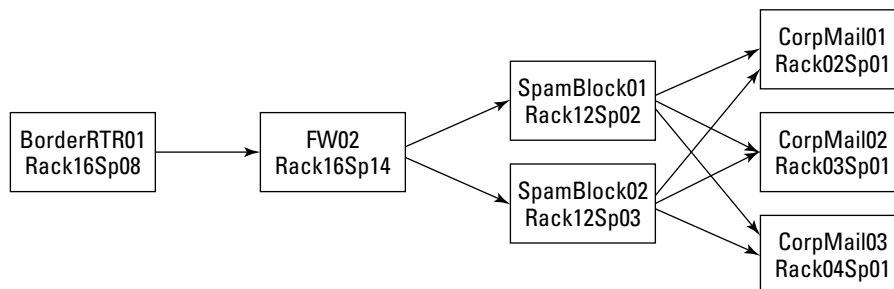 BorderRTR01
Rack16Sp08
FW02
Rack16Sp14
SpamBlock01
Rack12Sp02
SpamBlock02
Rack12Sp03
CorpMail01
Rack02Sp01
CorpMail02
Rack03Sp01
CorpMail03
Rack04Sp01